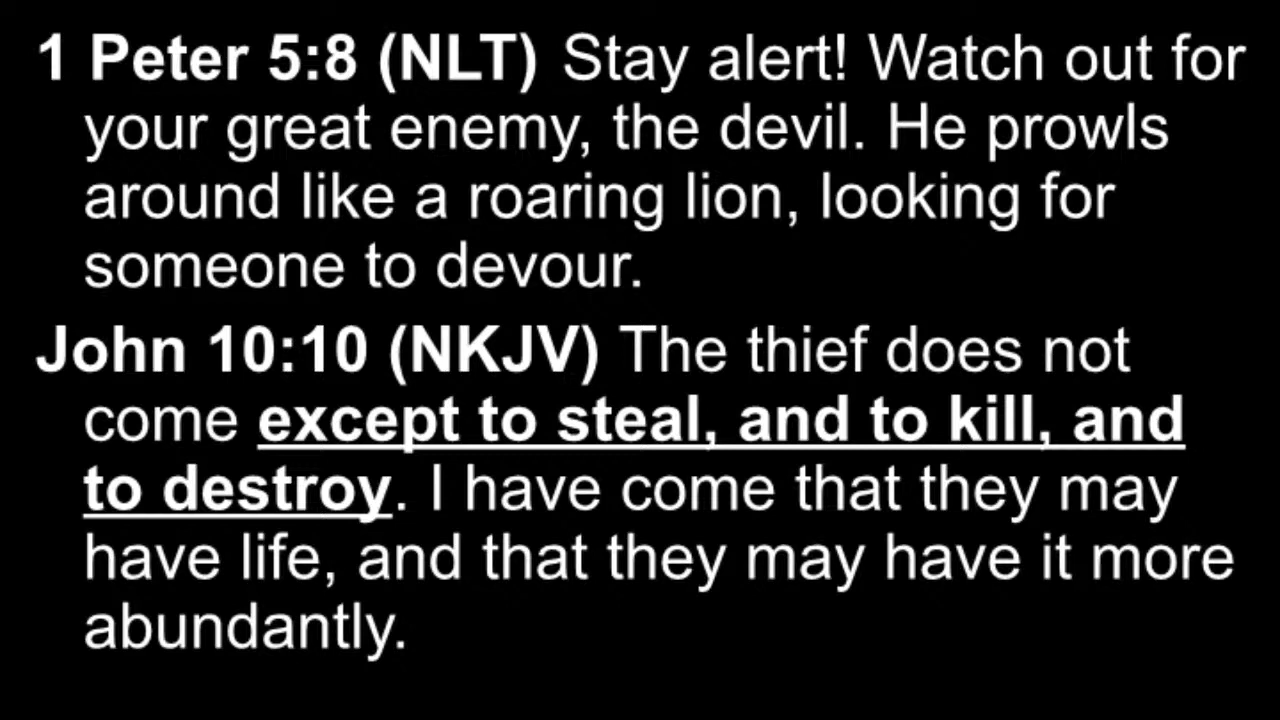 1 Peter 5:8 (NLT) Stay alert! Watch out for
your great enemy, the devil. He prowls
around like a roaring lion, looking for
someone to devour.
John 10:10 (NKJV) The thief does not
come except to steal, and to kill, and
to destroy. I have come that they may
have life, and that they may have it more
abundantly.